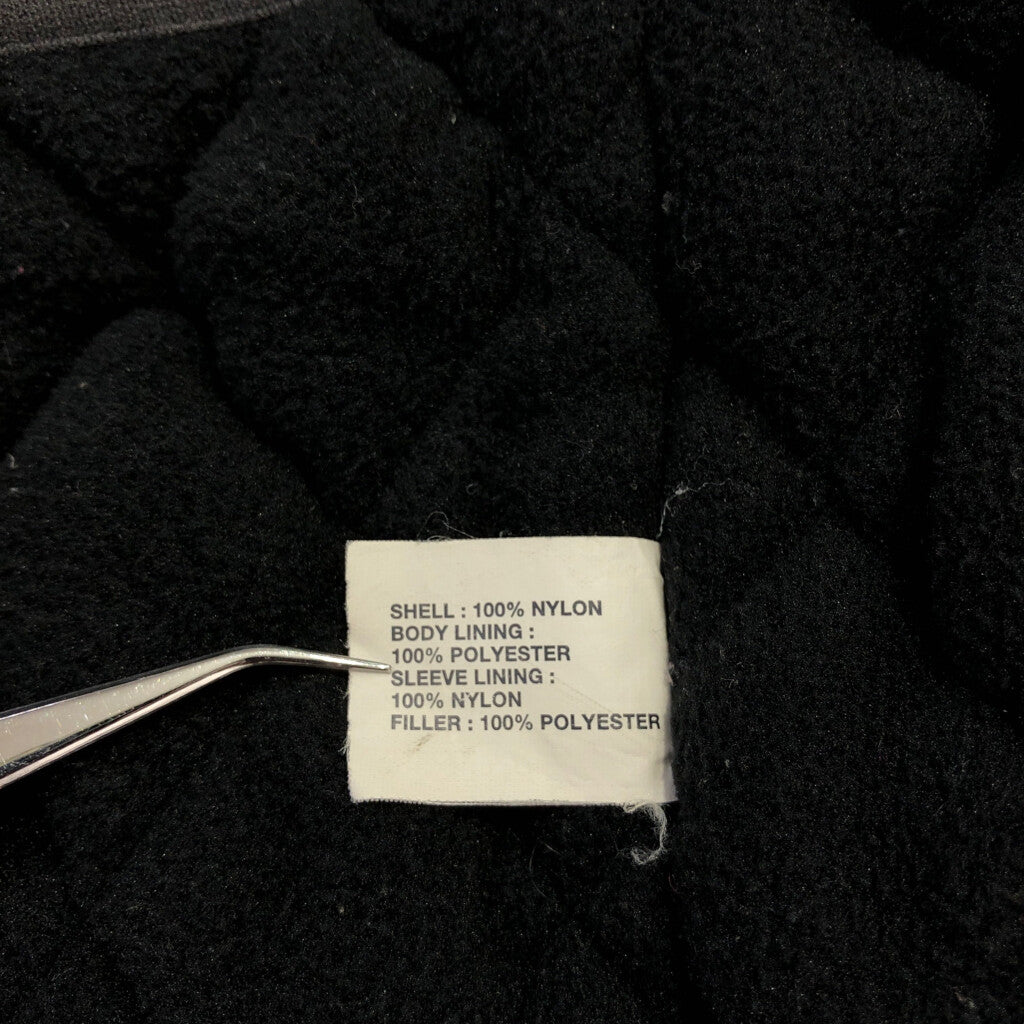 SHELL : 100% NYLON
BODY LINING :
100% POLYESTER
SLEEVE LINING :
100% NYLON
FILLER : 100% POLYESTER